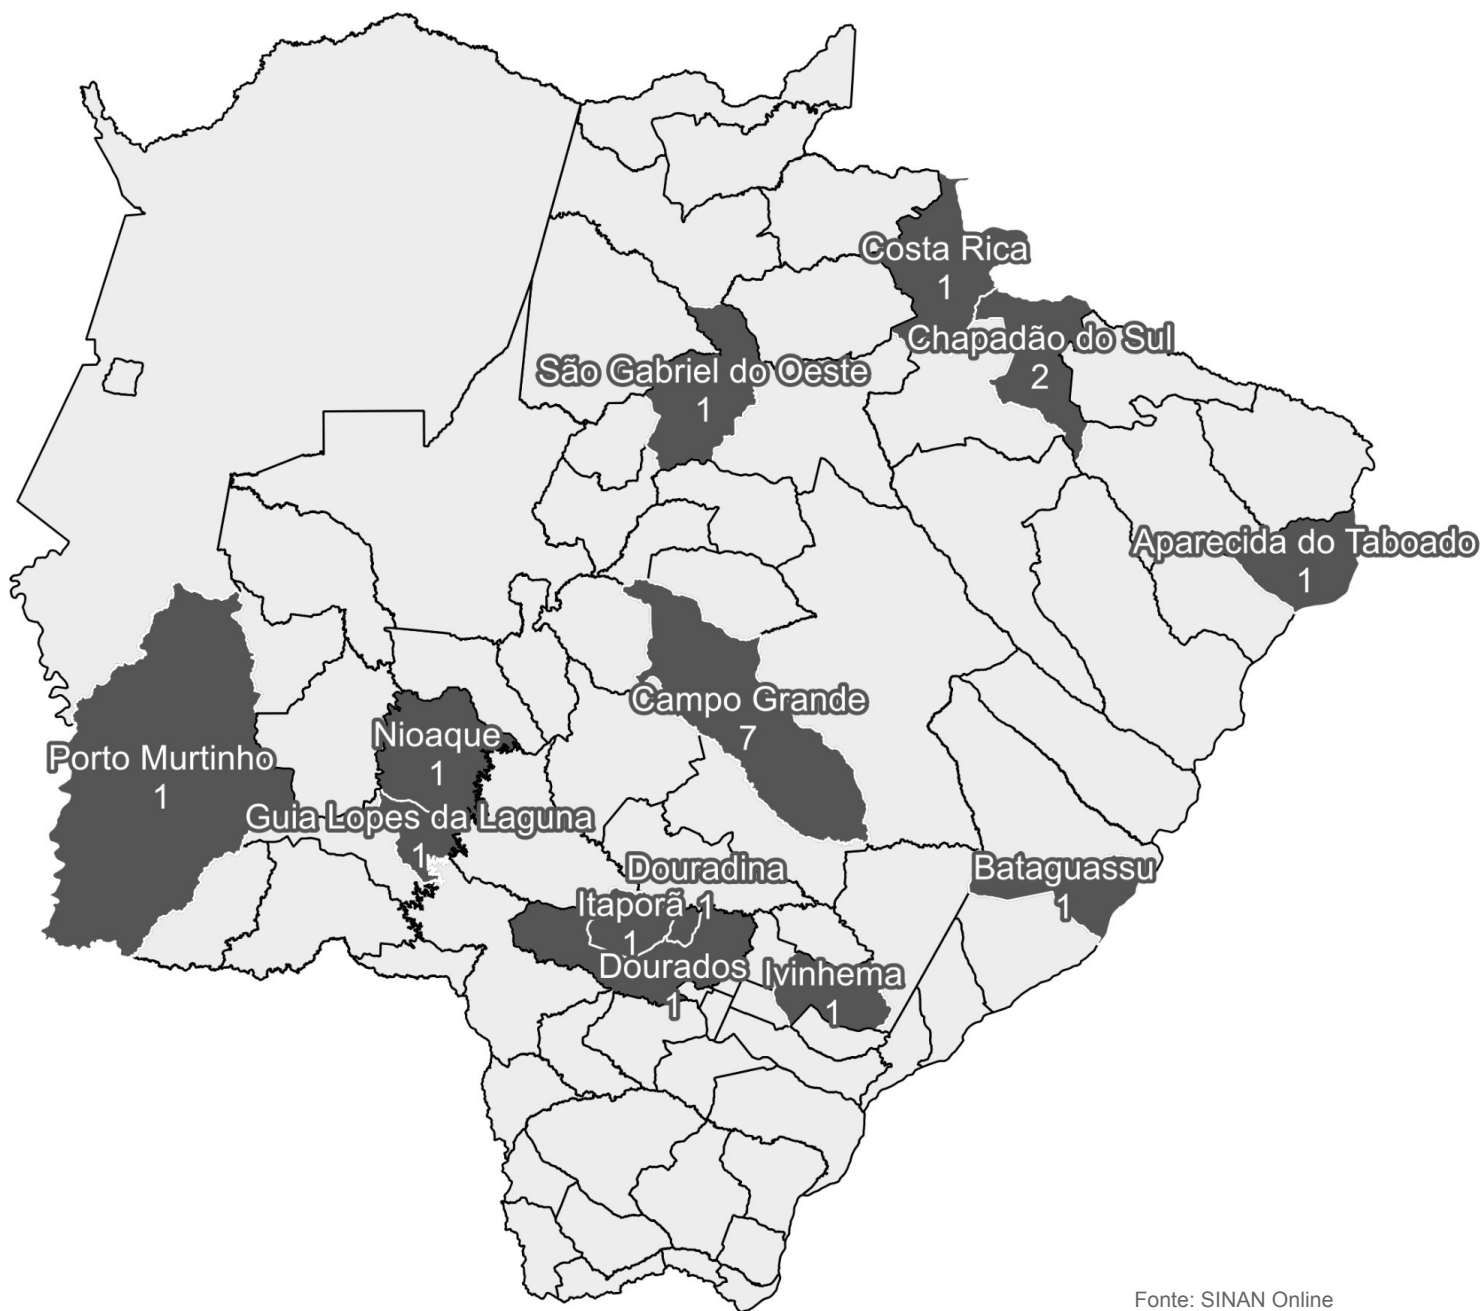 Costa Rica
1
Chapadão do Sul
2
São Gabriel do Oeste
1
Aparecida do Taboado
1
Campo Grande
7
Nioaque
1
Porto Murtinho
1
Guia Lopes da Laguna
1
Douradina
1
Itaporã
1
Bataguassu
1
Dourados
1
Ivinhema
1
Fonte: SINAN Online